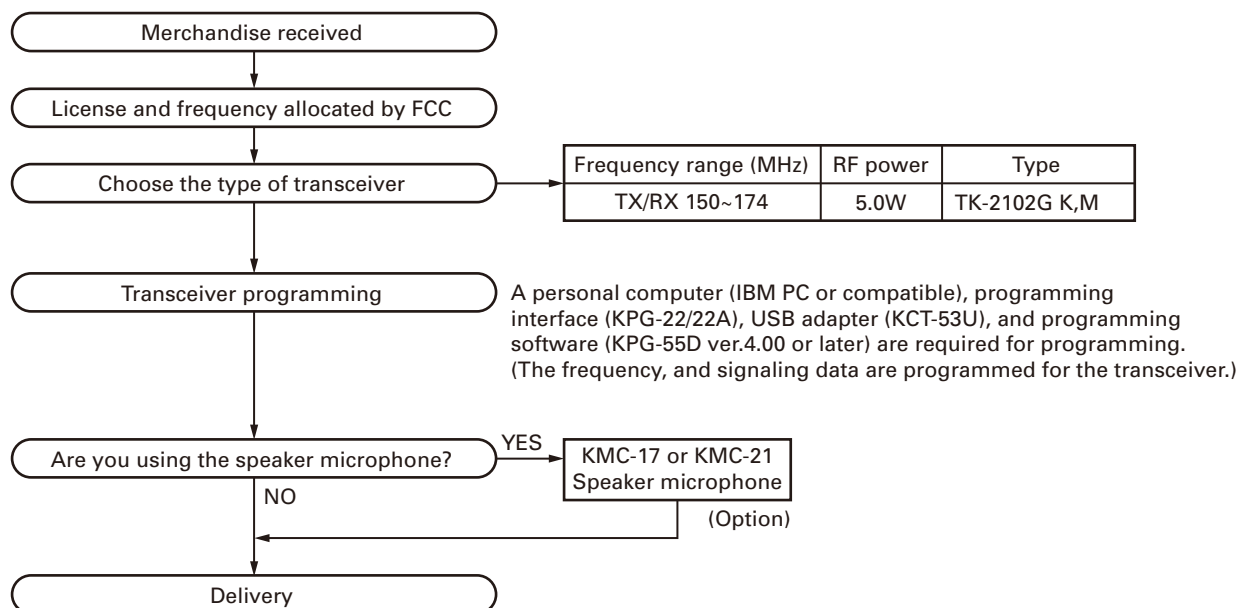 Merchandise received
License and frequency allocated by FCC
Choose the type of transceiver
Frequency range (MHz) RF power Type
TX/RX 150~174 5.0W TK-2102G K,M
Transceiver programming
A personal computer (IBM PC or compatible), programming
interface (KPG-22/22A), USB adapter (KCT-53U), and programming
software (KPG-55D ver.4.00 or later) are required for programming.
(The frequency, and signaling data are programmed for the transceiver.)
Are you using the speaker microphone?
YES
KMC-17 or KMC-21
Speaker microphone
(Option)
NO
Delivery